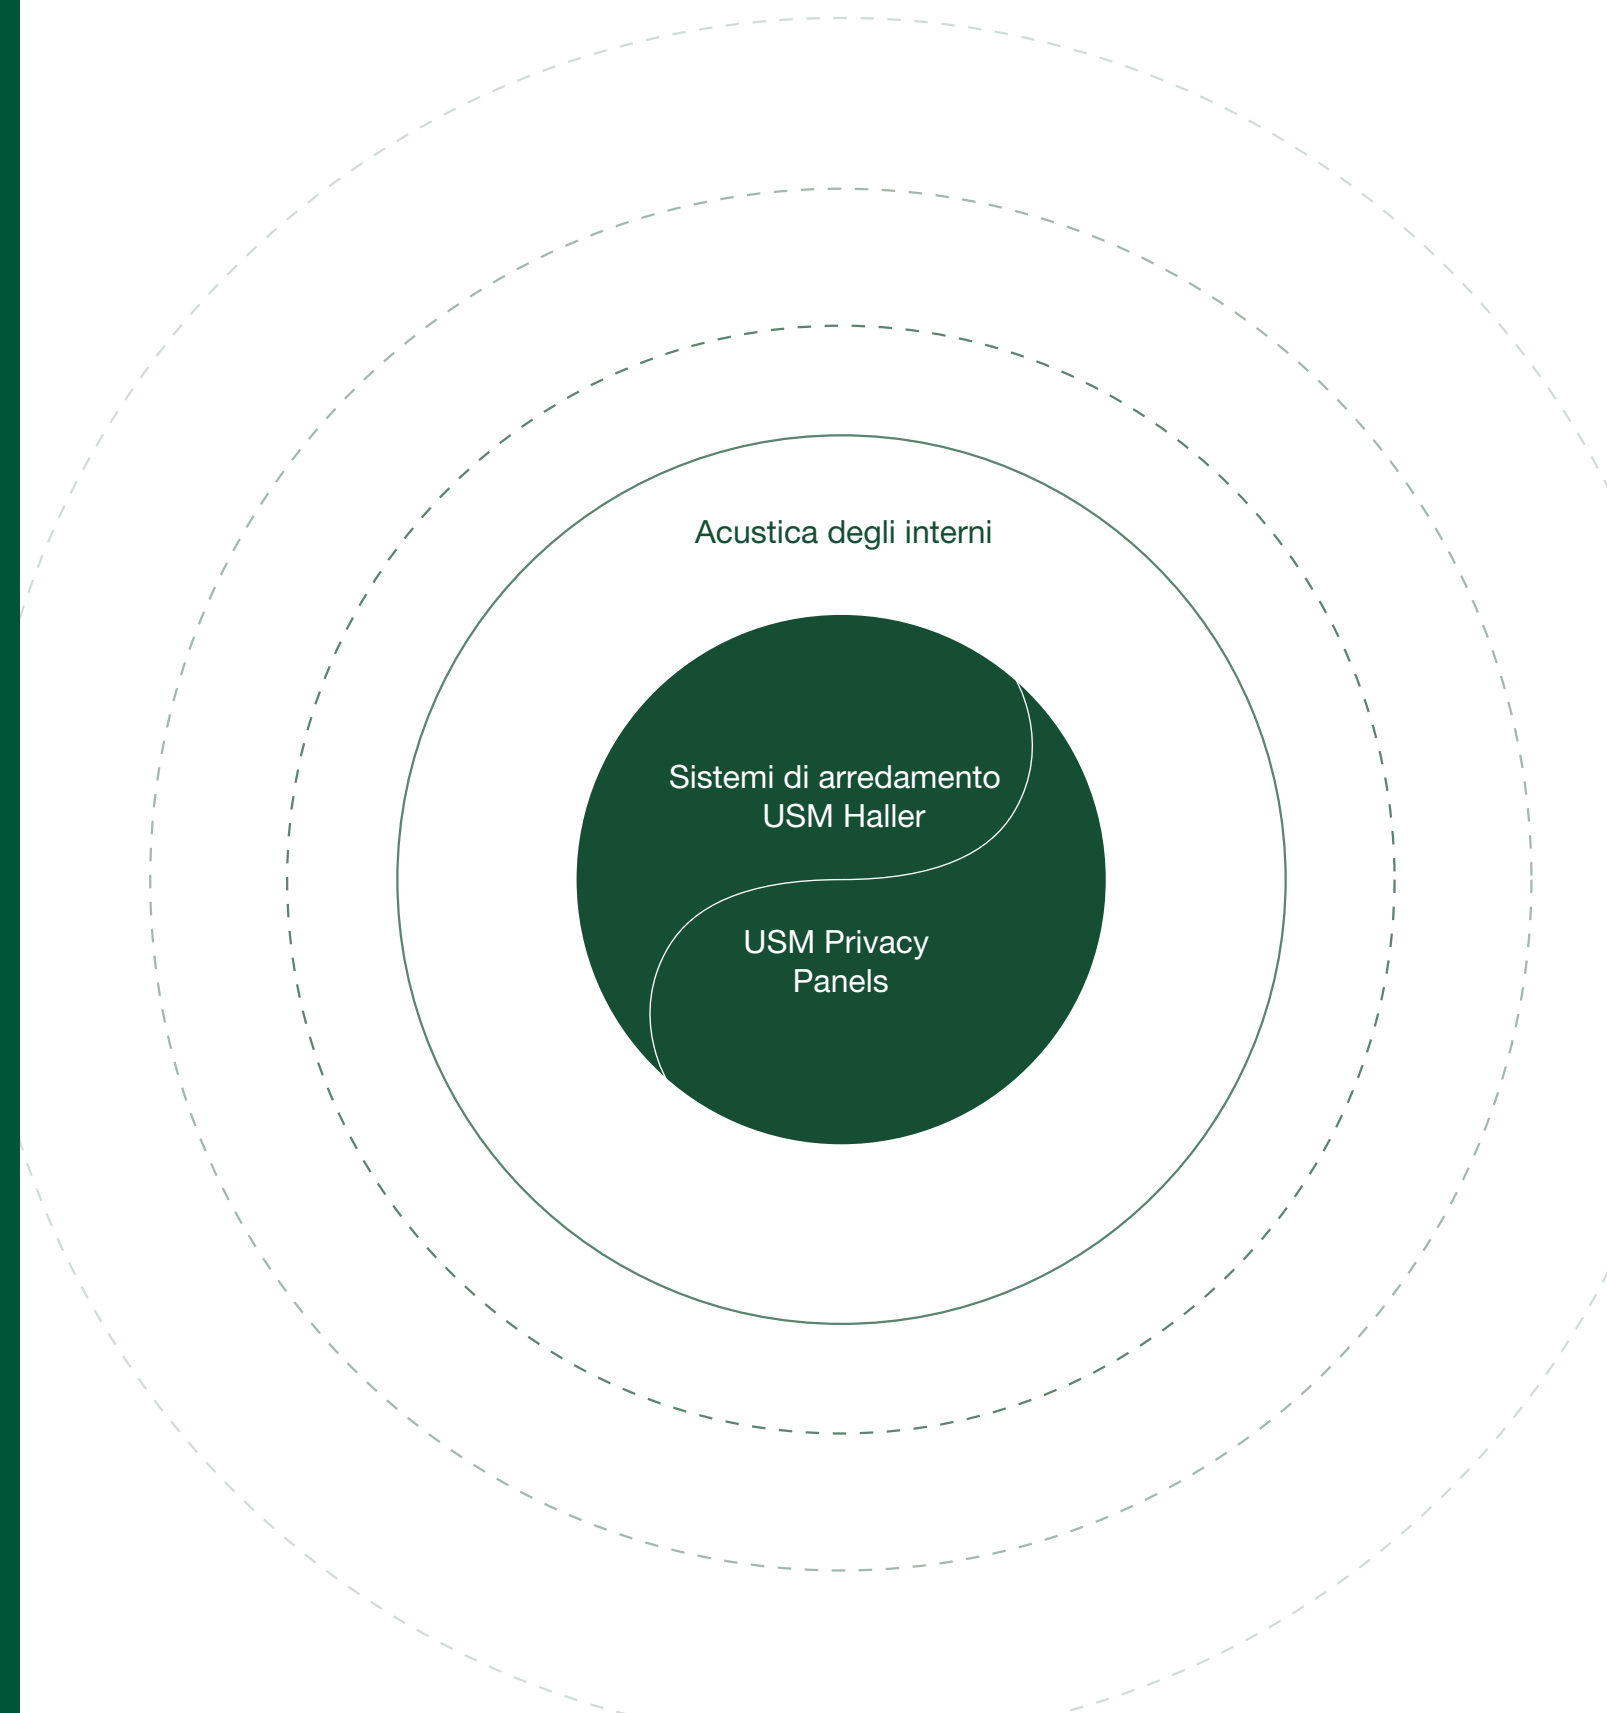 Acustica degli interni
Sistemi di arredamento
USM Haller
USM Privacy
Panels